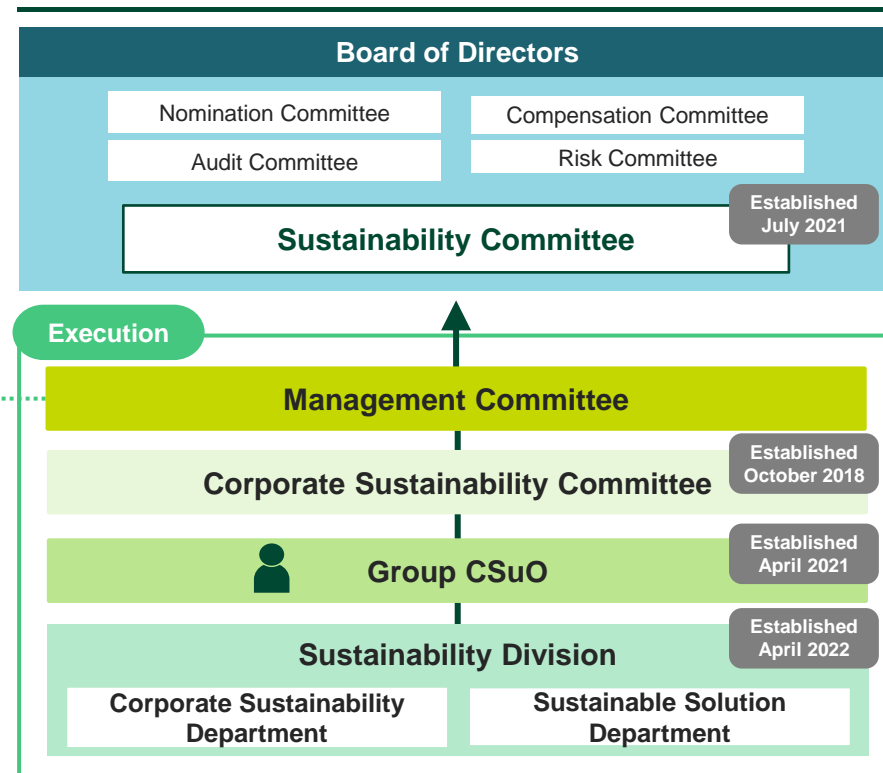 Board of Directors
Nomination Committee
Compensation Committee
Audit Committee
Risk Committee
Established
July 2021
Sustainability Committee
Execution
Management Committee
Established
October 2018
Corporate Sustainability Committee
Established
April 2021
Group CSuO
Established
April 2022
Sustainability Division
Corporate Sustainability
Department
Sustainable Solution
Department